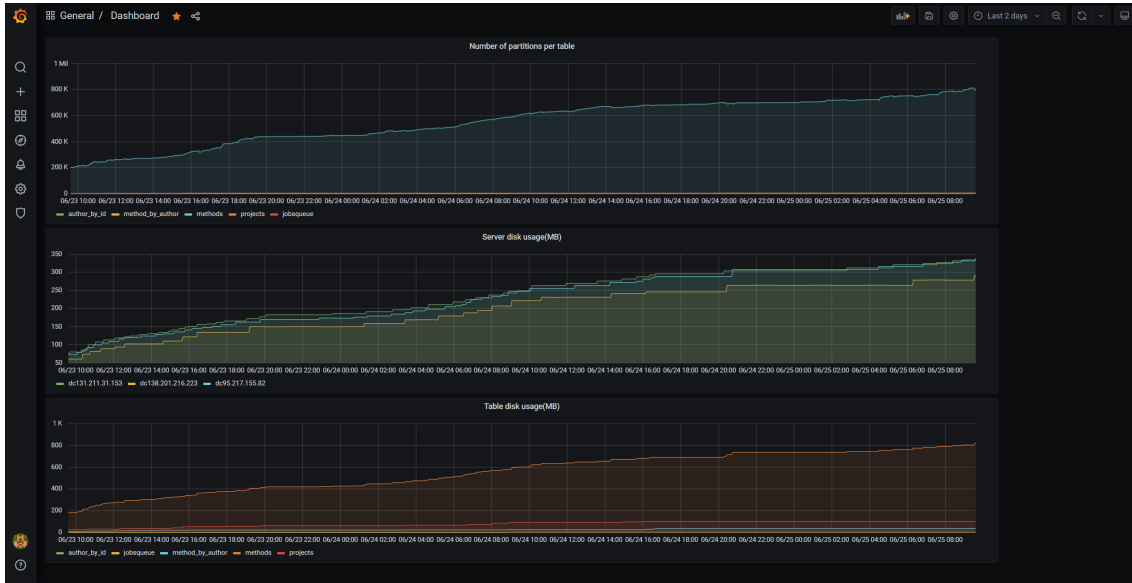 General / Dashboard
Last 2 days
Number of partitions per table
1 Mil
800 K
600 K
400 K
200 K
0
06/23 10:00 06/23 12:00 06/23 14:00 06/23 16:00 06/23 18:00 06/23 20:00 06/23 22:00 06/24 00:00 06/24 02:00 06/24 04:00 06/24 06:00 06/24 08:00 06/24 10:00 06/24 12:00 06/24 14:00 06/24 16:00 06/24 18:00 06/24 20:00 06/24 22:00 06/25 00:00 06/25 02:00 06/25 04:00 06/25 06:00 06/25 08:00
author_by_id method_by_author methods projects jobsqueue
Server disk usage(MB)
350
300
250
200
150
100
50
06/23 10:00 06/23 12:00 06/23 14:00 06/23 16:00 06/23 18:00 06/23 20:00 06/23 22:00 06/24 00:00 06/24 02:00 06/24 04:00 06/24 06:00 06/24 08:00 06/24 10:00 06/24 12:00 06/24 14:00 06/24 16:00 06/24 18:00 06/24 20:00 06/24 22:00 06/25 00:00 06/25 02:00 06/25 04:00 06/25 06:00 06/25 08:00
dc131.211.31.153 dc138.201.216.223 dc95.217.155.82
Table disk usage(MB)
1 K
800
600
400
200
0
06/23 10:00 06/23 12:00 06/23 14:00 06/23 16:00 06/23 18:00 06/23 20:00 06/23 22:00 06/24 00:00 06/24 02:00 06/24 04:00 06/24 06:00 06/24 08:00 06/24 10:00 06/24 12:00 06/24 14:00 06/24 16:00 06/24 18:00 06/24 20:00 06/24 22:00 06/25 00:00 06/25 02:00 06/25 04:00 06/25 06:00 06/25 08:00
author_by_id jobsqueue method_by_author methods projects